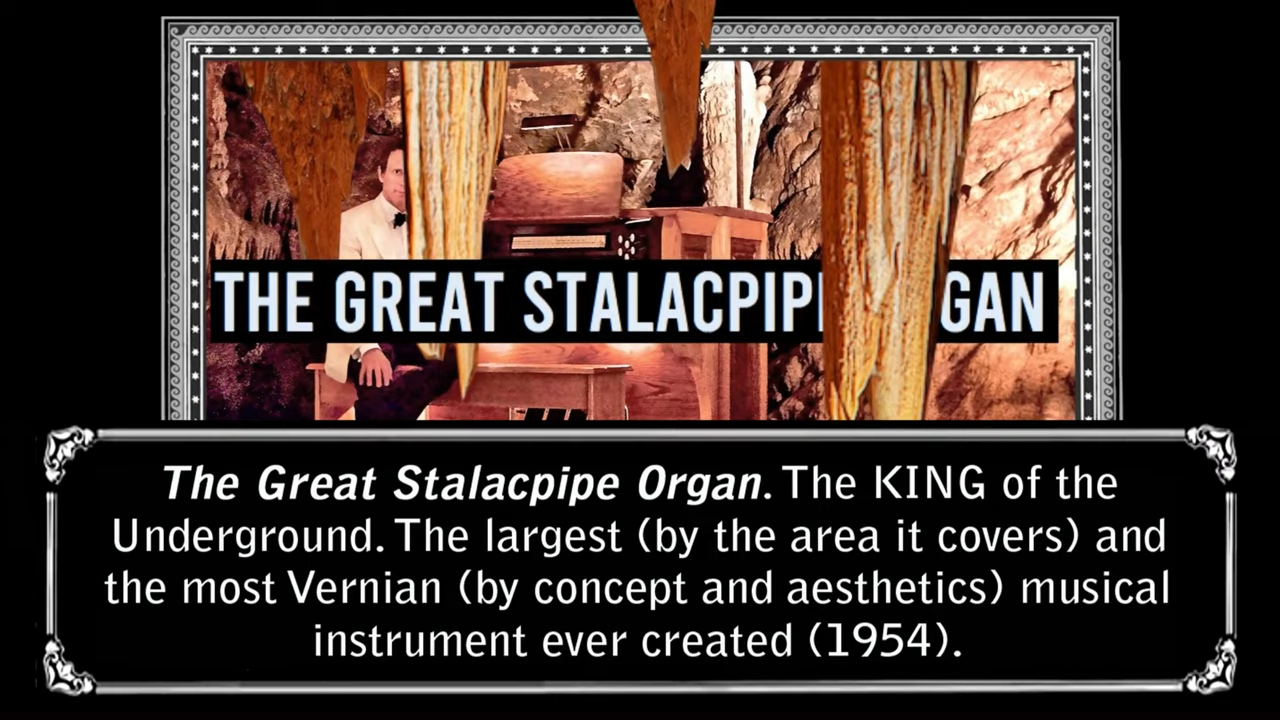 THE GREAT STALACPIP GAN
The Great Stalacpipe Organ. The KING of the
Underground. The largest (by the area it covers) and
the most Vernian (by concept and aesthetics) musical
instrument ever created (1954).